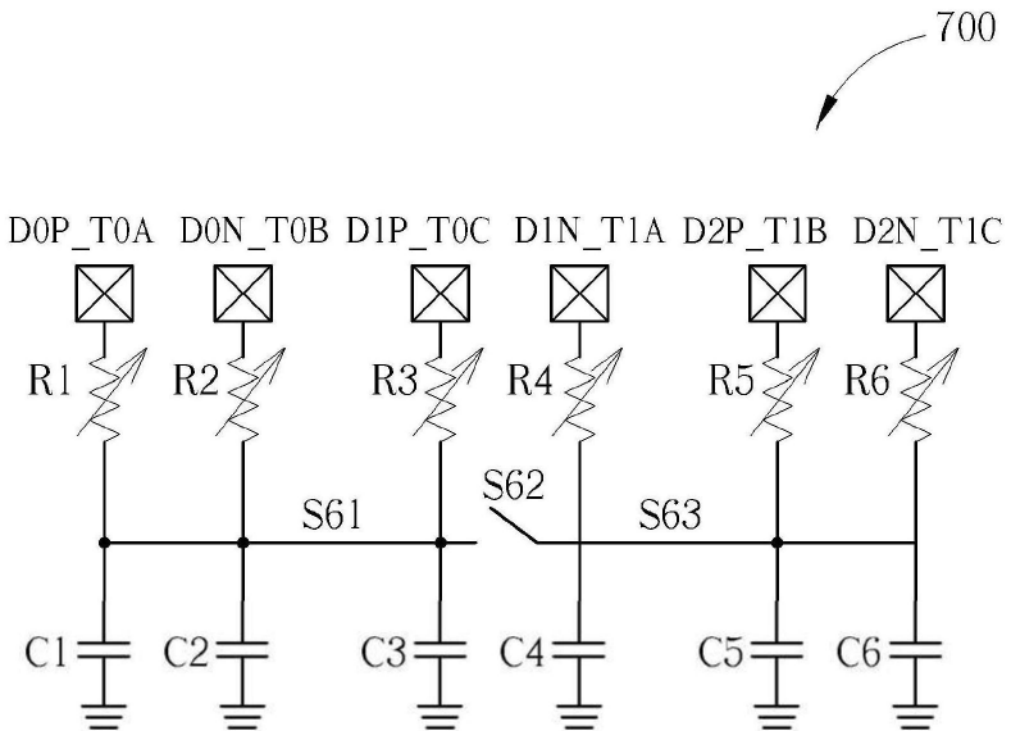 700
D0P_T0A D0N_T0B D1P_T0C D1N_T1A D2P_T1B D2N_T1C
R1 R2 R3 R4 R5 R6
S62
S61 S63
C1 C2 C3 C4 C5 C6